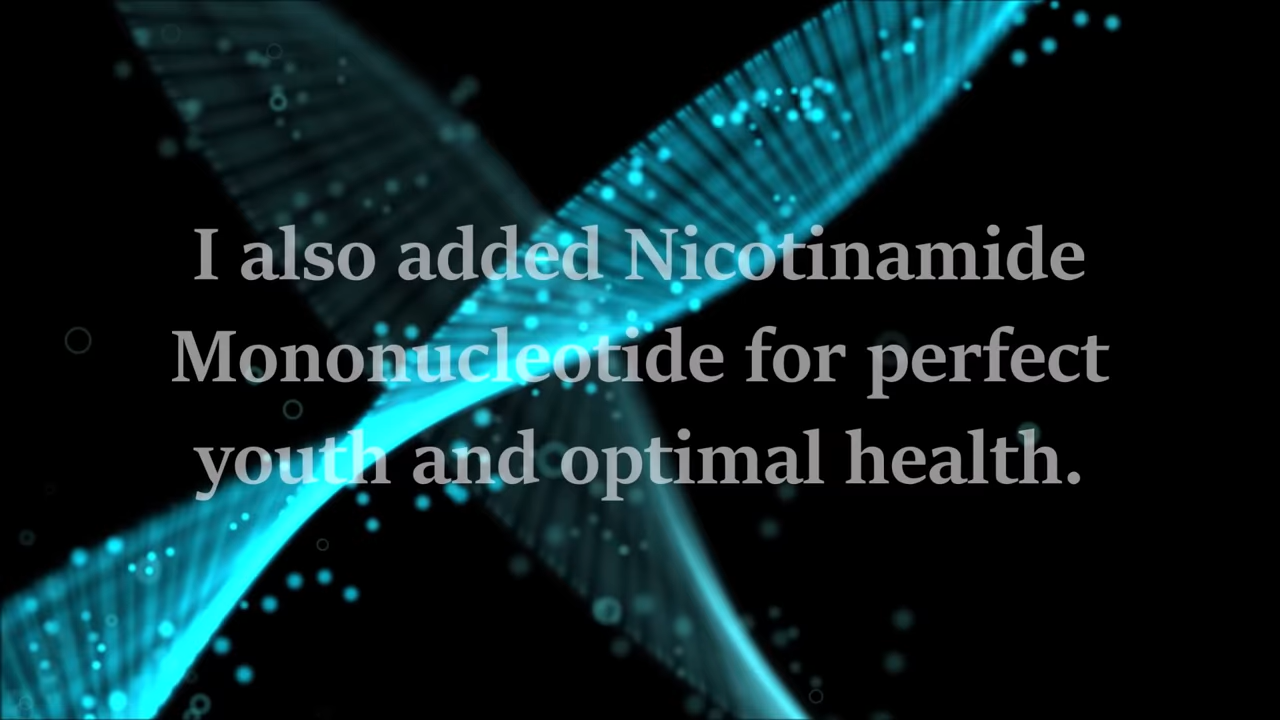 I also added Nicotinamide
Mononucleotide for perfect
youth and optimal health.